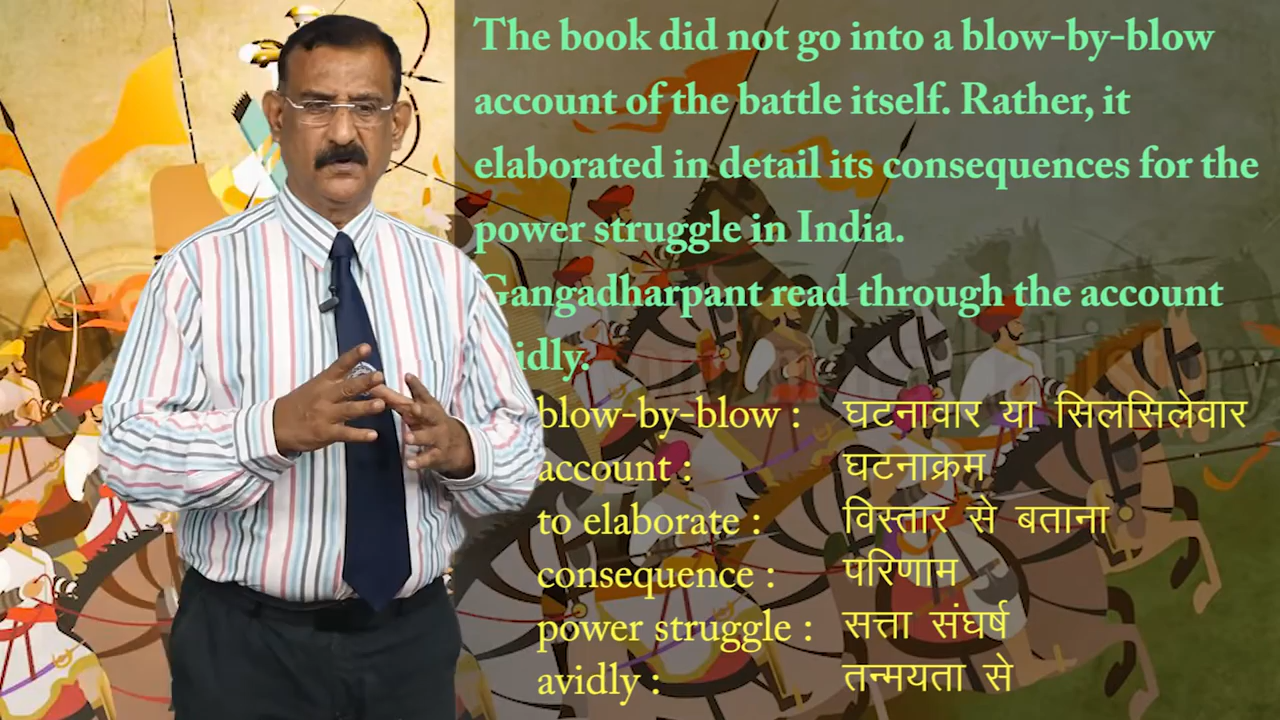 The book did not go into a blow-by-blow
account of the battle itself. Rather, it
elaborated in detail its consequences for the
power struggle in India.
Gangadharpant read through the account
idly.
blow-by-blow : घटनावार या सिलसिलेवार
account : घटनाक्रम
to elaborate : विस्तार से बताना
consequence : परिणाम
power struggle : सत्ता संघर्ष
avidly : तन्मयता से